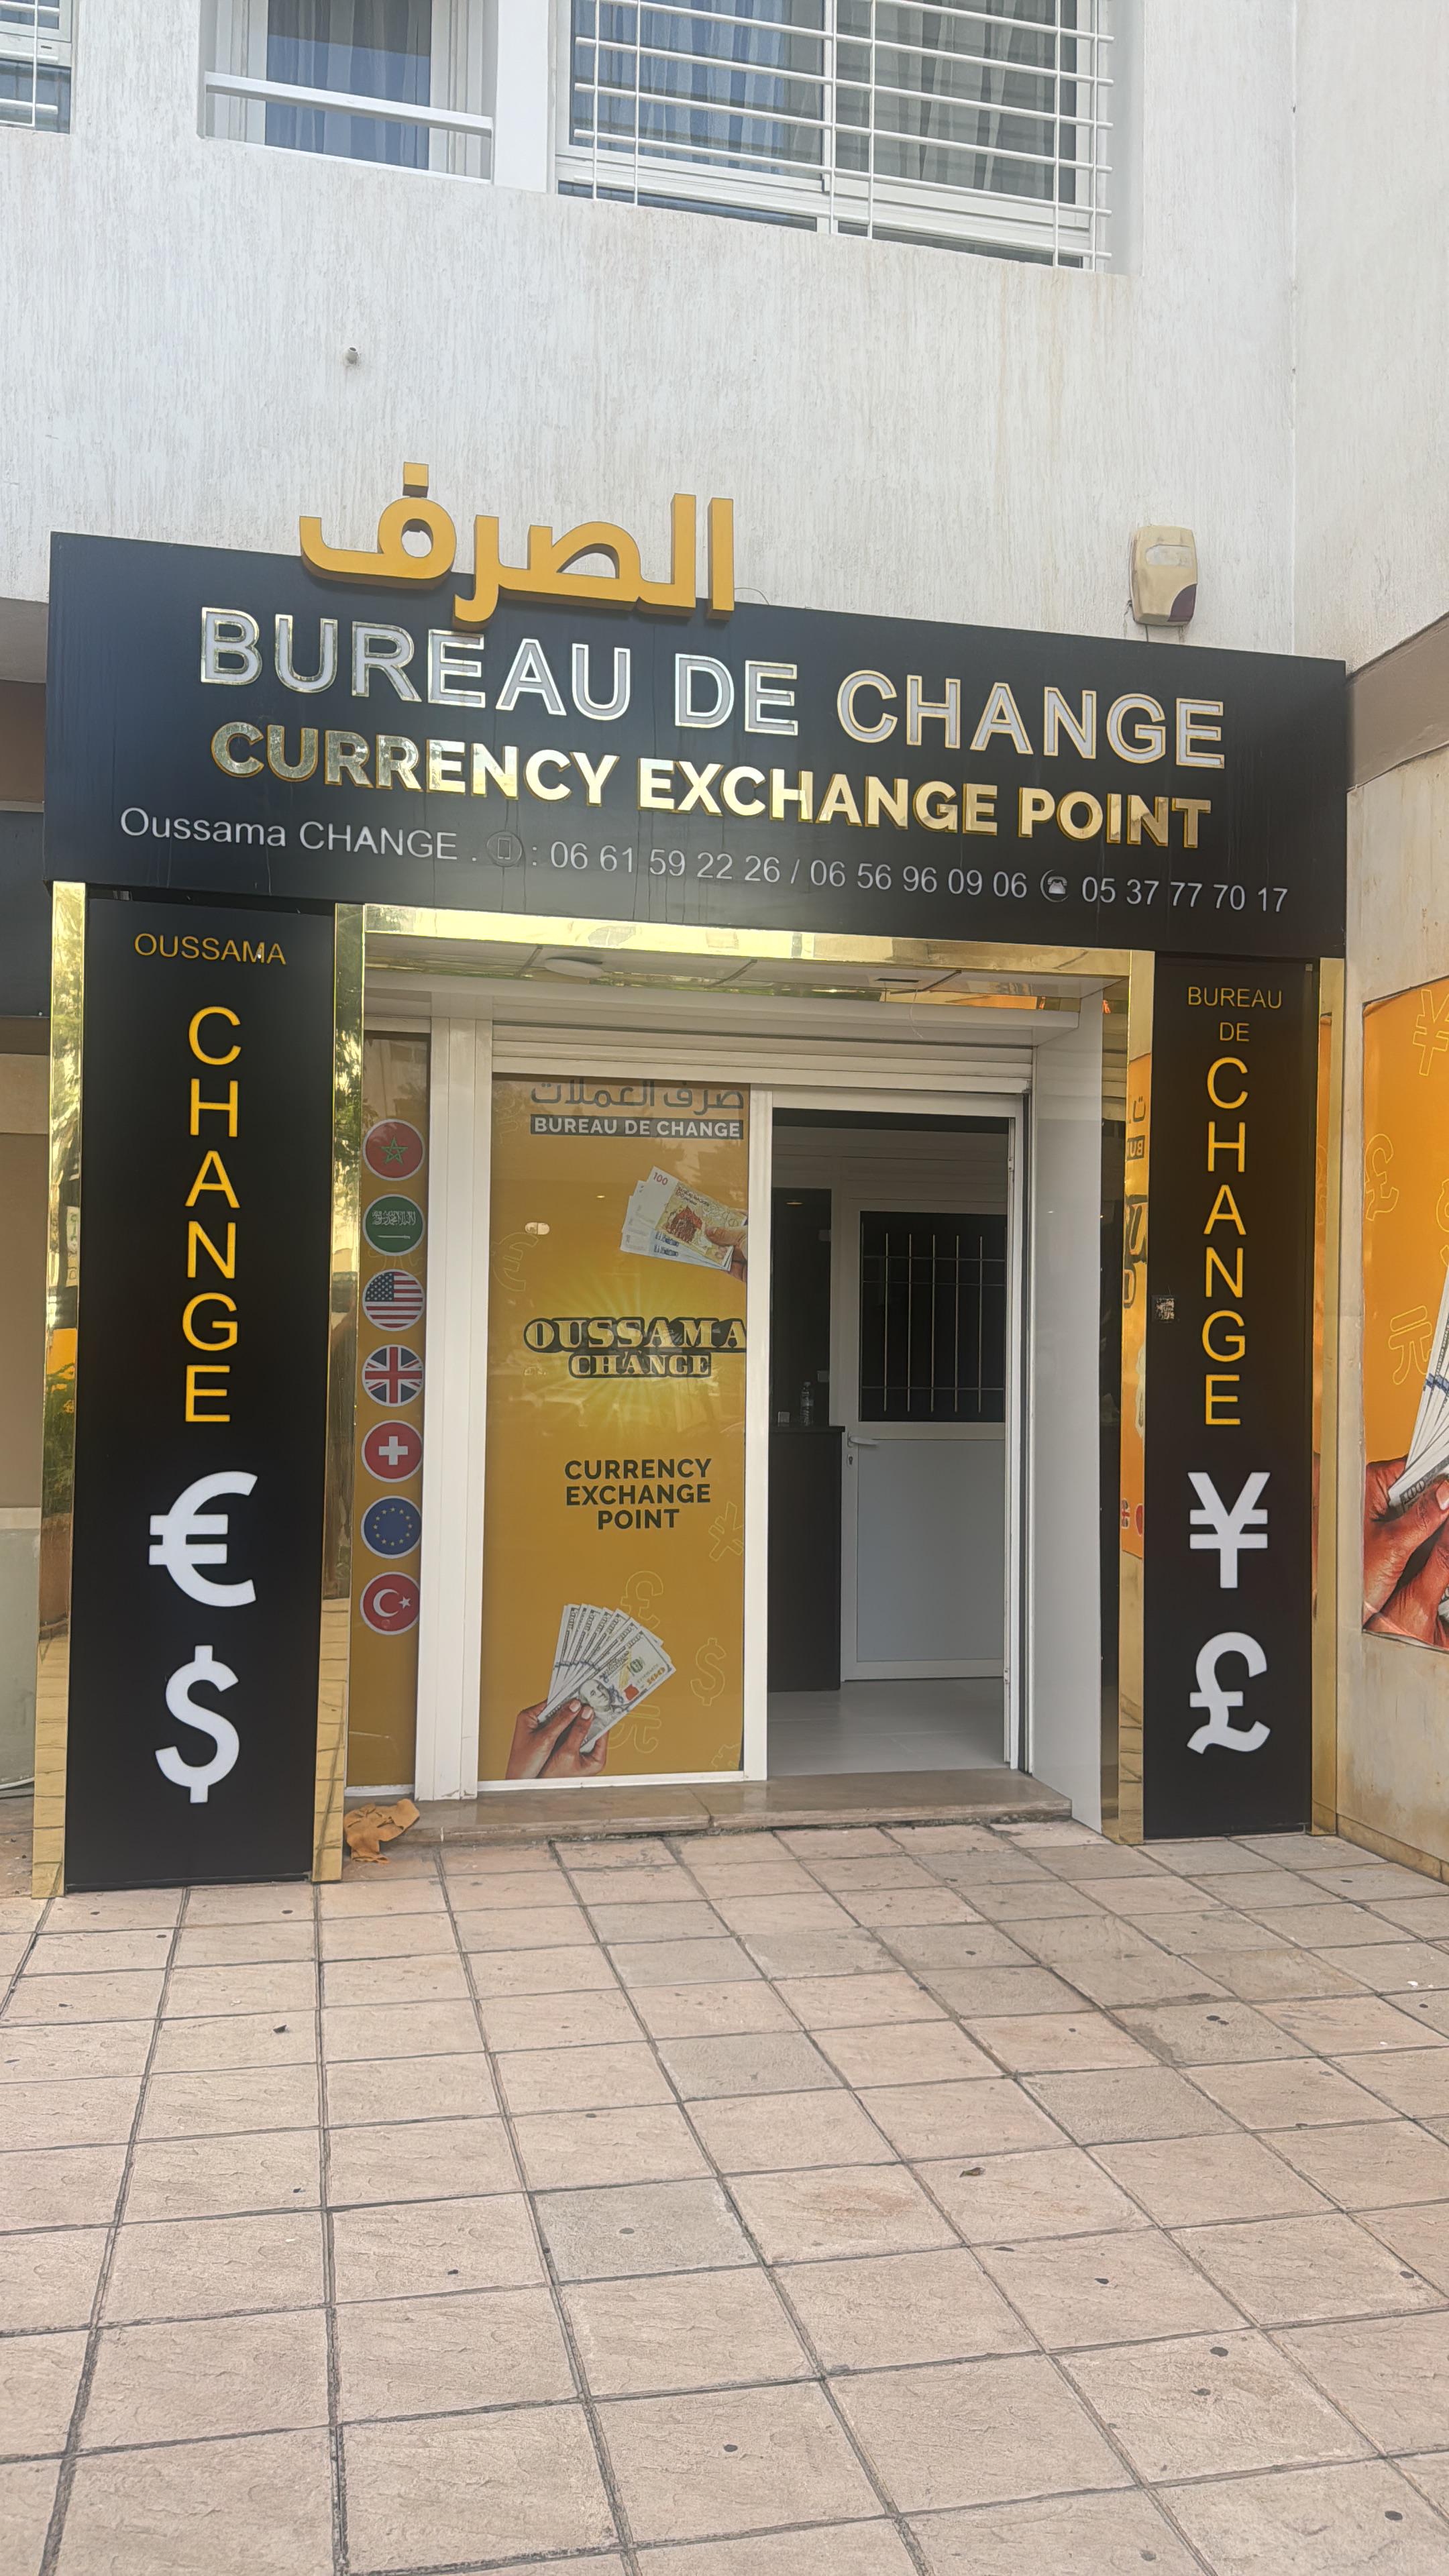 الصرف
BUREAU DE CHANGE
CURRENCY EXCHANGE POINT
Oussama CHANGE . : 06 61 59 22 26 / 06 56 96 09 06 05 37 77 70 17
OUSSAMA
CHANGE
€
$
صرف العملات
BUREAU DE CHANGE
100
OUSSAMA
CHANGE
CURRENCY
EXCHANGE
POINT
100
BUREAU
DE
CHANGE
¥
£